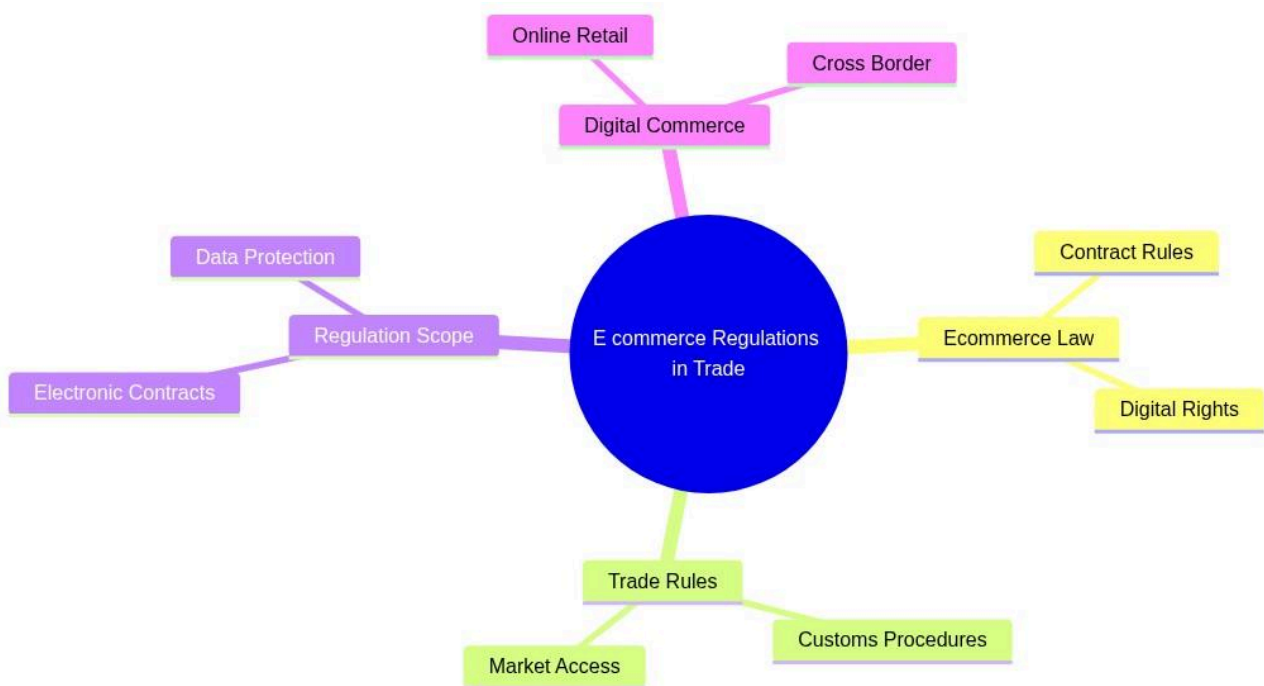 Online Retail
Cross Border
Digital Commerce
Data Protection
Contract Rules
Regulation Scope
E commerce Regulations
in Trade
Ecommerce Law
Electronic Contracts
Digital Rights
Trade Rules
Customs Procedures
Market Access